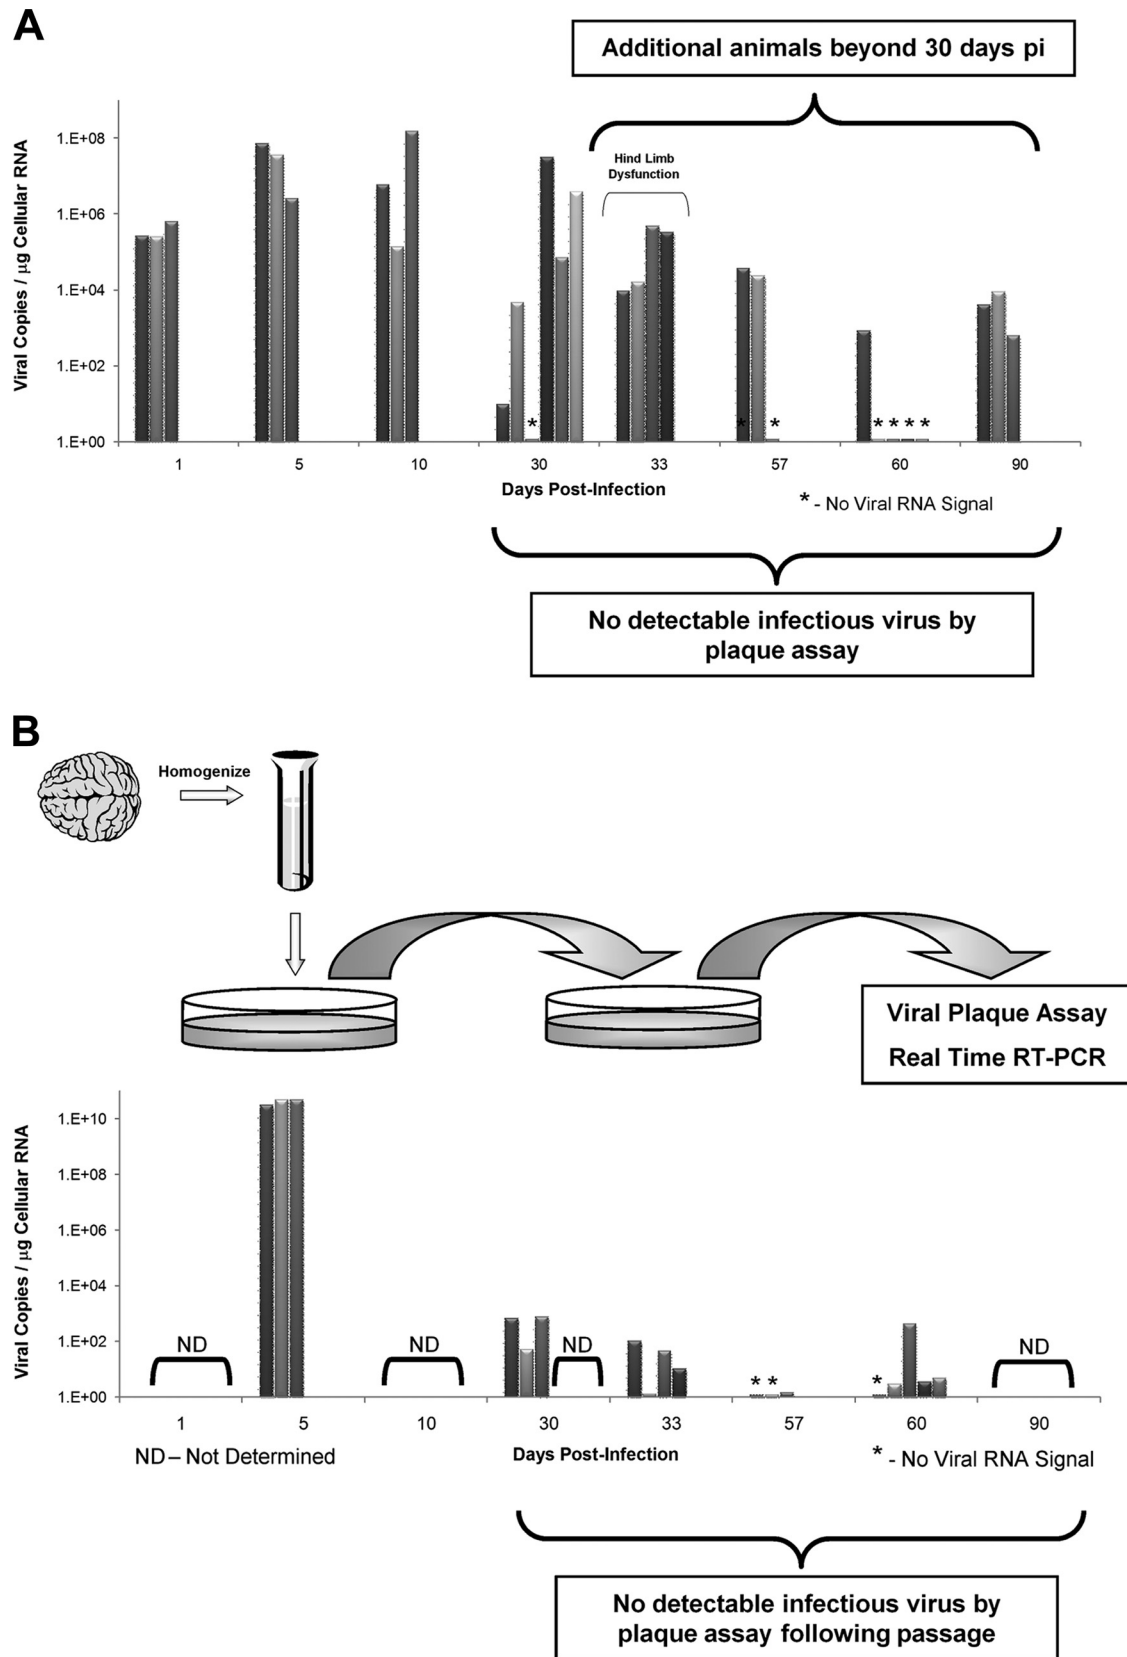 A
Additional animals beyond 30 days pi
Viral Copies / µg Cellular RNA
1.E+08
1.E+06
1.E+04
1.E+02
1.E+00
Hind Limb
Dysfunction
*
* *
* * * *
1 5 10 30 33 57 60 90
Days Post-Infection
* - No Viral RNA Signal
No detectable infectious virus by
plaque assay
B
Homogenize
Viral Plaque Assay
Real Time RT-PCR
Viral Copies / µg Cellular RNA
1.E+10
1.E+08
1.E+06
1.E+04
1.E+02
1.E+00
ND
ND
ND
* *
*
ND
1 5 10 30 33 57 60 90
ND – Not Determined
Days Post-Infection
* - No Viral RNA Signal
No detectable infectious virus by
plaque assay following passage